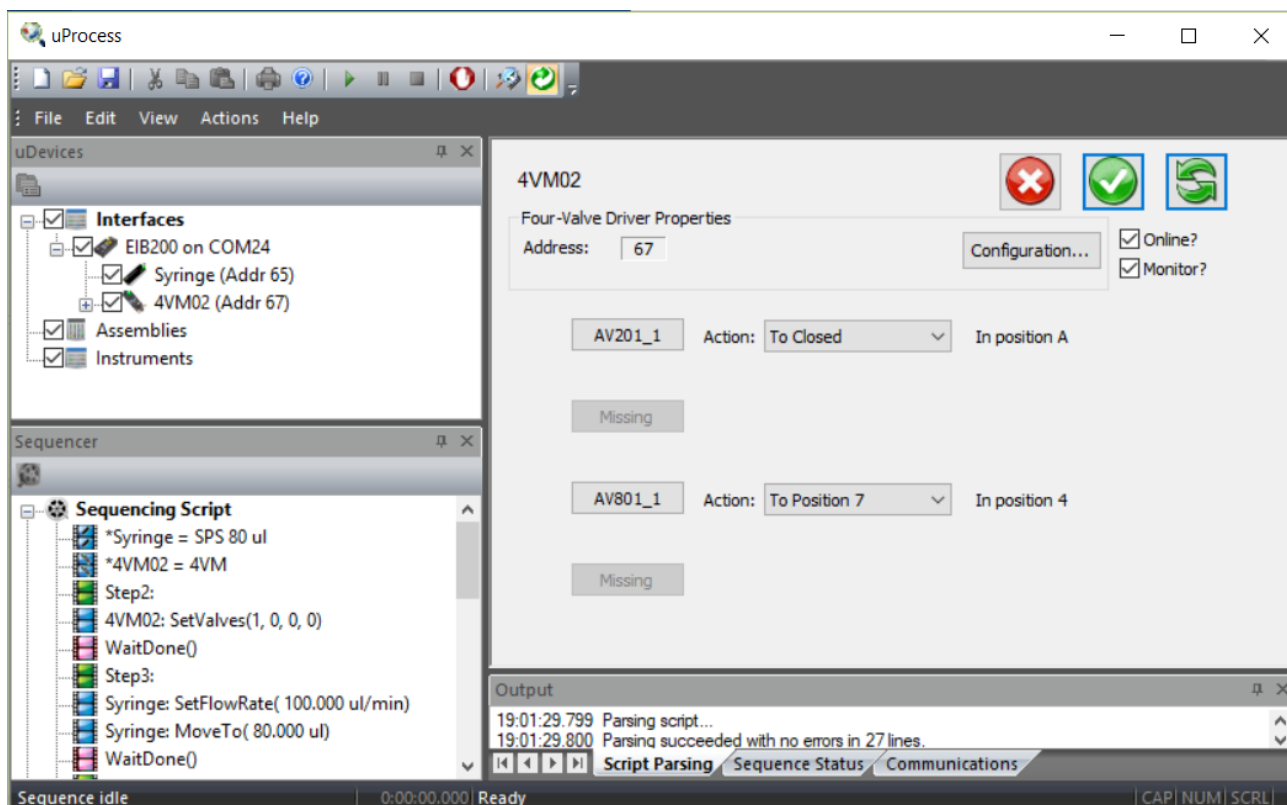 uProcess
File Edit View Actions Help
uDevices
Interfaces
EIB200 on COM24
Syringe (Addr 65)
4VM02 (Addr 67)
Assemblies
Instruments
Sequencer
Sequencing Script
*Syringe = SPS 80 ul
*4VM02 = 4VM
Step2:
4VM02: SetValves(1, 0, 0, 0)
WaitDone()
Step3:
Syringe: SetFlowRate( 100.000 ul/min)
Syringe: MoveTo( 80.000 ul)
WaitDone()
4VM02
Four-Valve Driver Properties
Address: 67
Configuration...
Online?
Monitor?
AV201_1 Action: To Closed In position A
Missing
AV801_1 Action: To Position 7 In position 4
Missing
Output
19:01:29.799 Parsing script...
19:01:29.800 Parsing succeeded with no errors in 27 lines.
Script Parsing Sequence Status Communications
Sequence idle 0:00:00.000 Ready CAP NUM SCRL